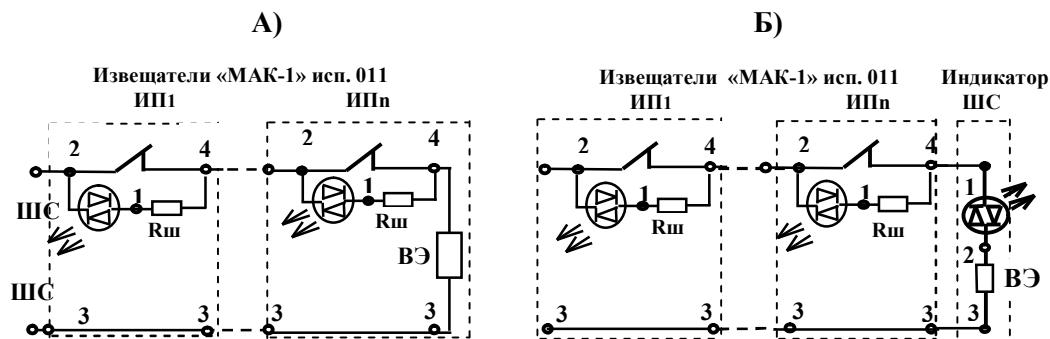 А) Б)
Извещатели «МАК-1» исп. 011
ИП1 ИПn
Извещатели «МАК-1» исп. 011
ИП1 ИПn
Индикатор
ШС
2 4 2 4 2 4 2 4
1 1 1 1 1
ШС Rш Rш Rш Rш
ВЭ
2
ВЭ
ШС
3 3 3 3 3 3 3 3 3